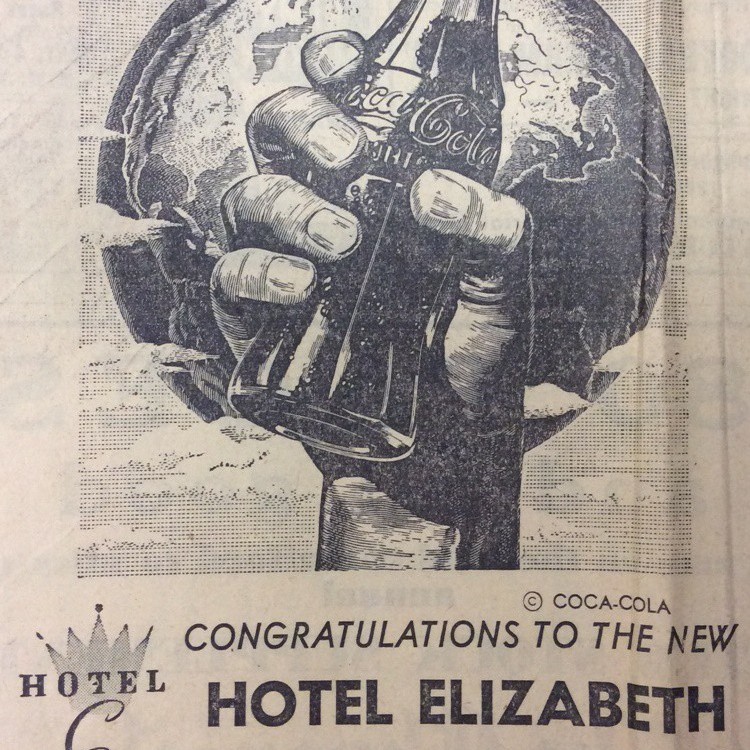 Coca-Cola
© COCA-COLA
CONGRATULATIONS TO THE NEW
HOTEL
HOTEL ELIZABETH